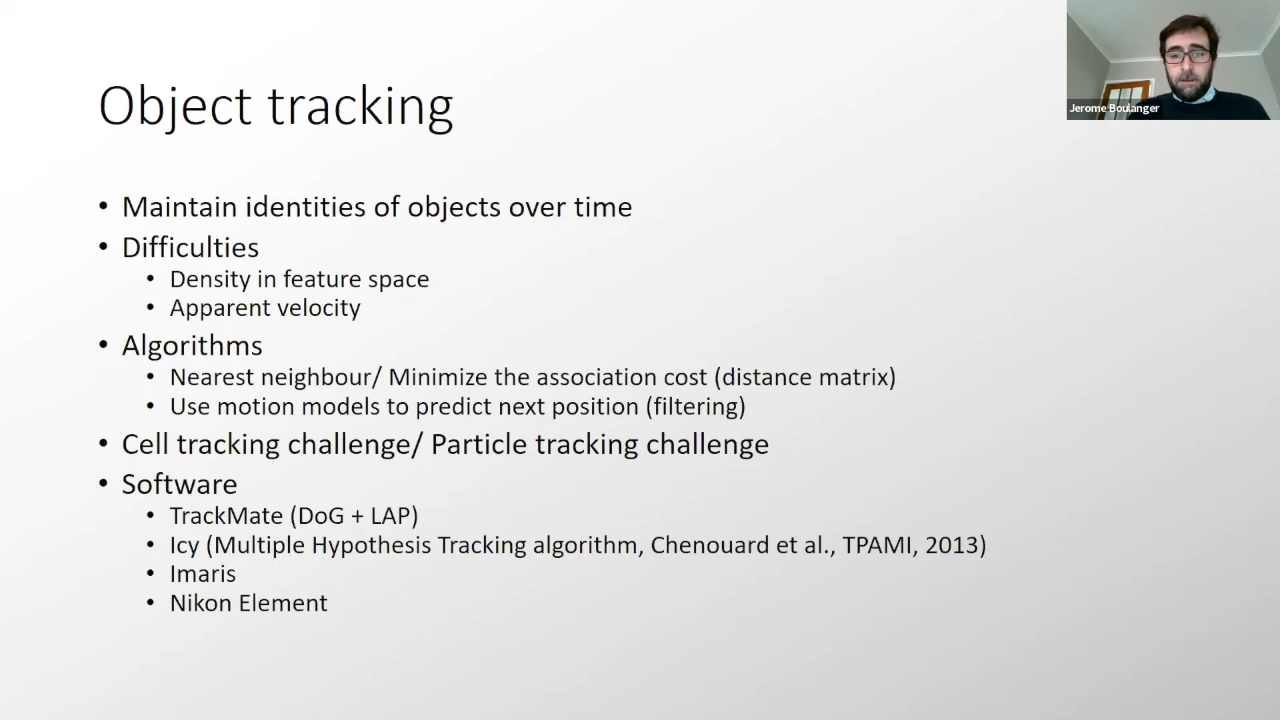 Object tracking
Jerome Boulanger
• Maintain identities of objects over time
• Difficulties
• Density in feature space
• Apparent velocity
• Algorithms
• Nearest neighbour/ Minimize the association cost (distance matrix)
• Use motion models to predict next position (filtering)
• Cell tracking challenge/ Particle tracking challenge
• Software
• TrackMate (DoG + LAP)
• Icy (Multiple Hypothesis Tracking algorithm, Chenouard et al., TPAMI, 2013)
• Imaris
• Nikon Element